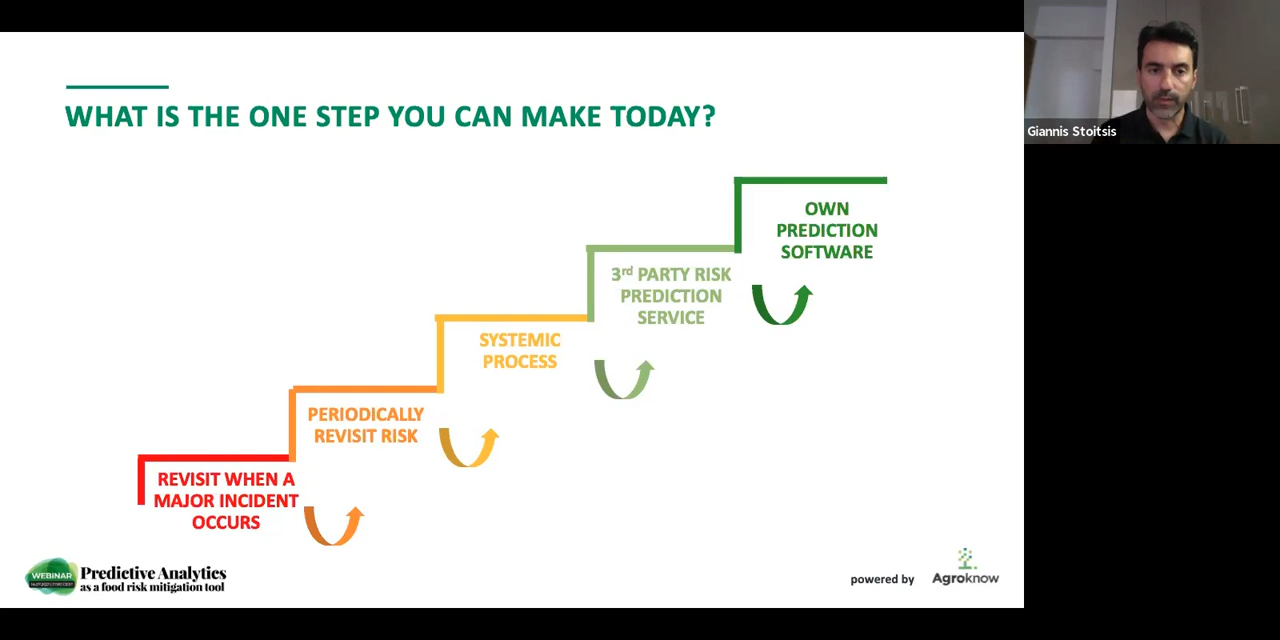 WHAT IS THE ONE STEP YOU CAN MAKE TODAY?
Giannis Stoitsis
OWN
PREDICTION
SOFTWARE
3rd PARTY RISK
PREDICTION
SERVICE
SYSTEMIC
PROCESS
PERIODICALLY
REVISIT RISK
REVISIT WHEN A
MAJOR INCIDENT
OCCURS
WEBINAR
Predictive Analytics
as a food risk mitigation tool
powered by
Agroknow